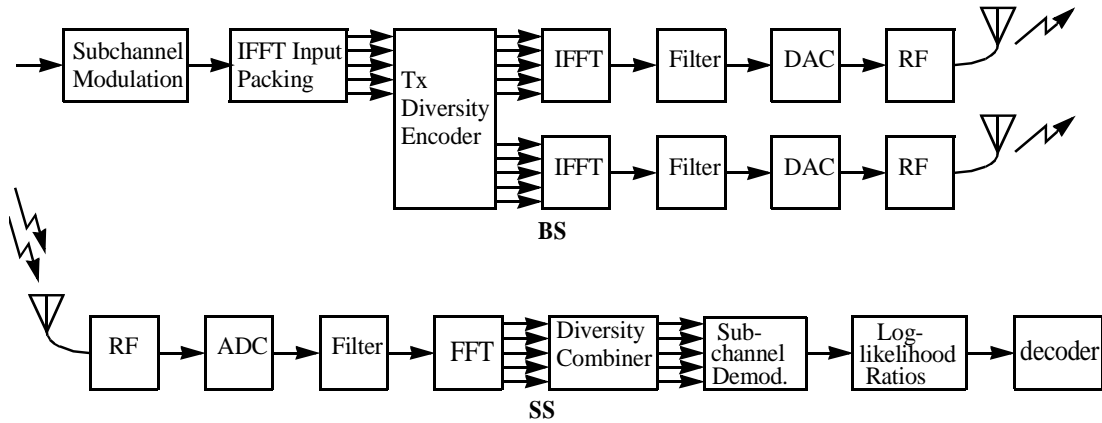 Subchannel
Modulation
IFFT Input
Packing
Tx
Diversity
Encoder
IFFT
Filter
DAC
RF
IFFT
Filter
DAC
RF
BS
RF
ADC
Filter
FFT
Diversity
Combiner
Sub-
channel
Demod.
Log-
likelihood
Ratios
decoder
SS